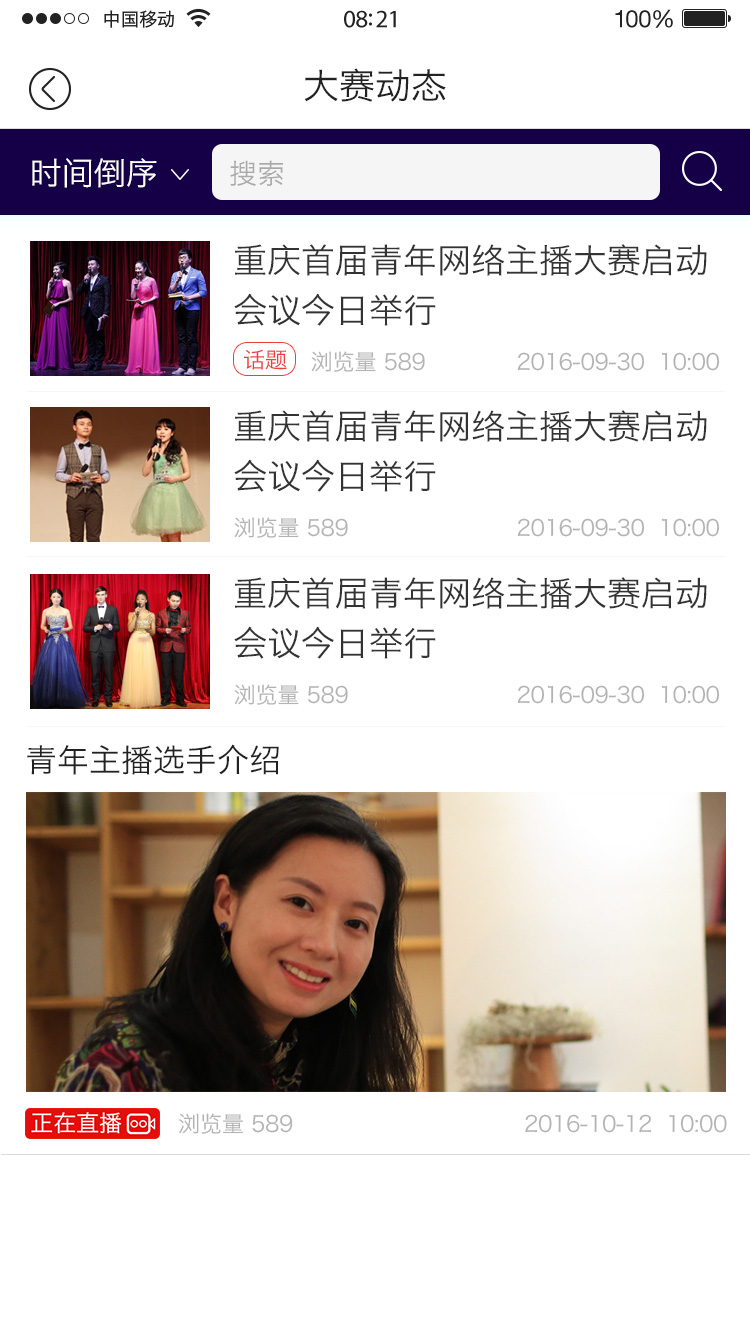 中国移动 08:21 100%
大赛动态
时间倒序 搜索
重庆首届青年网络主播大赛启动
会议今日举行
话题 浏览量 589 2016-09-30 10:00
重庆首届青年网络主播大赛启动
会议今日举行
浏览量 589 2016-09-30 10:00
重庆首届青年网络主播大赛启动
会议今日举行
浏览量 589 2016-09-30 10:00
青年主播选手介绍
正在直播 浏览量 589 2016-10-12 10:00